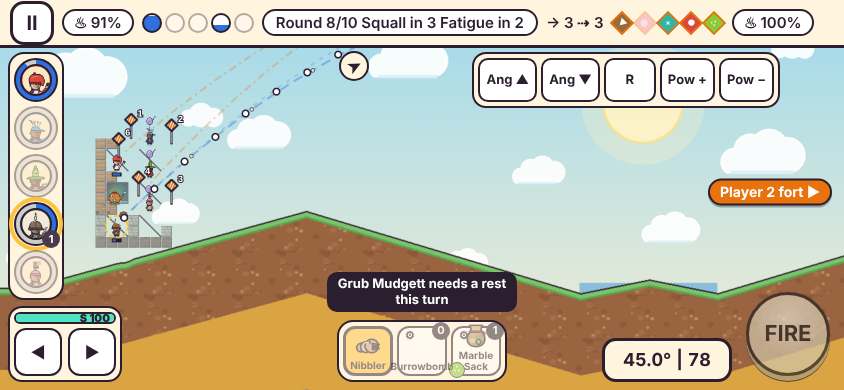 91%
Round 8/10 Squall in 3 Fatigue in 2
→ 3 ⇢ 3
100%
Ang ▲
Ang ▼
R
Pow +
Pow −
1
2
6
4
3
Player 2 fort ▶
1
Grub Mudgett needs a rest
this turn
S 100
◀
▶
Nibbler
0
Burrowbomb
1
Marble
Sack
45.0° | 78
FIRE